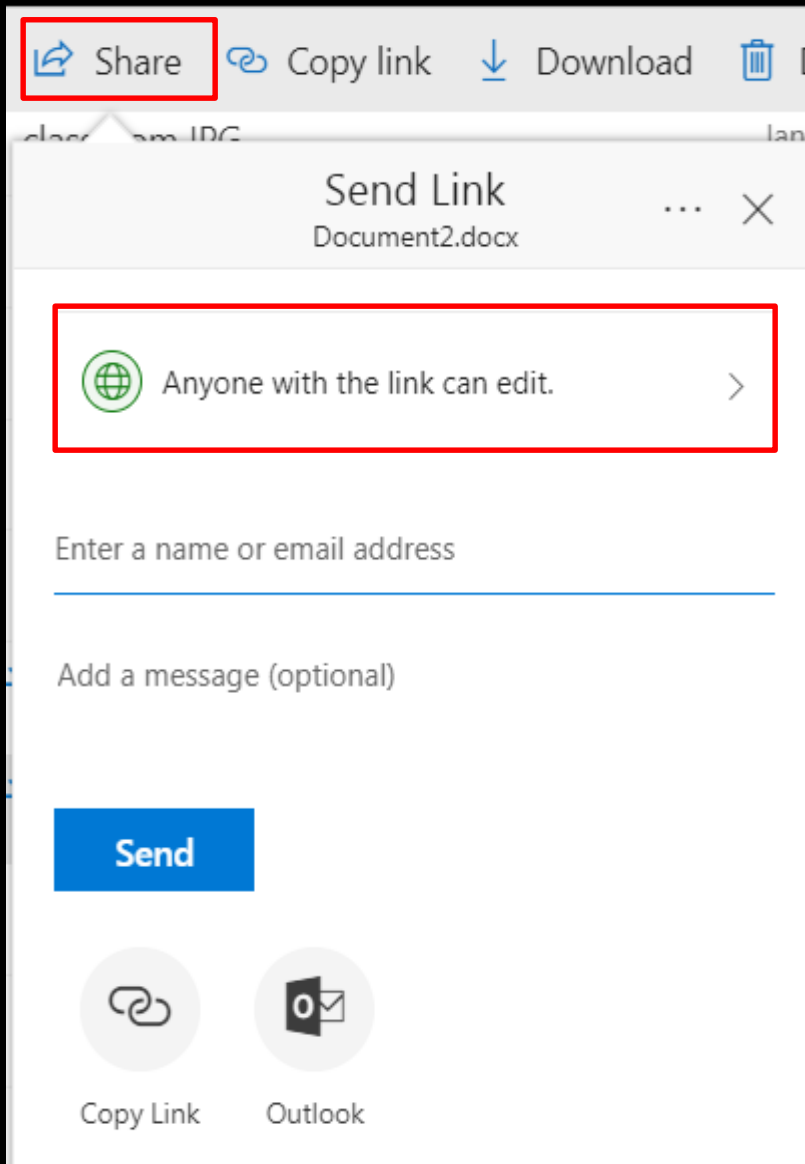 Share Copy link Download
Send Link
Document2.docx
Anyone with the link can edit.
Enter a name or email address
Add a message (optional)
Send
Copy Link Outlook